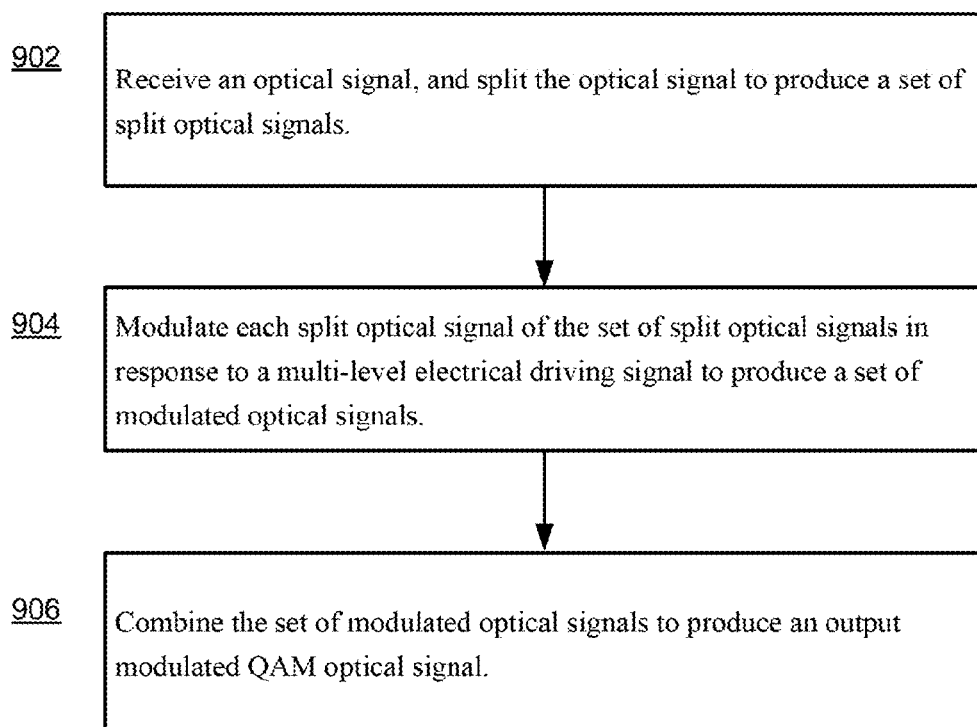 902
Receive an optical signal, and split the optical signal to produce a set of
split optical signals.
904
Modulate each split optical signal of the set of split optical signals in
response to a multi-level electrical driving signal to produce a set of
modulated optical signals.
906
Combine the set of modulated optical signals to produce an output
modulated QAM optical signal.